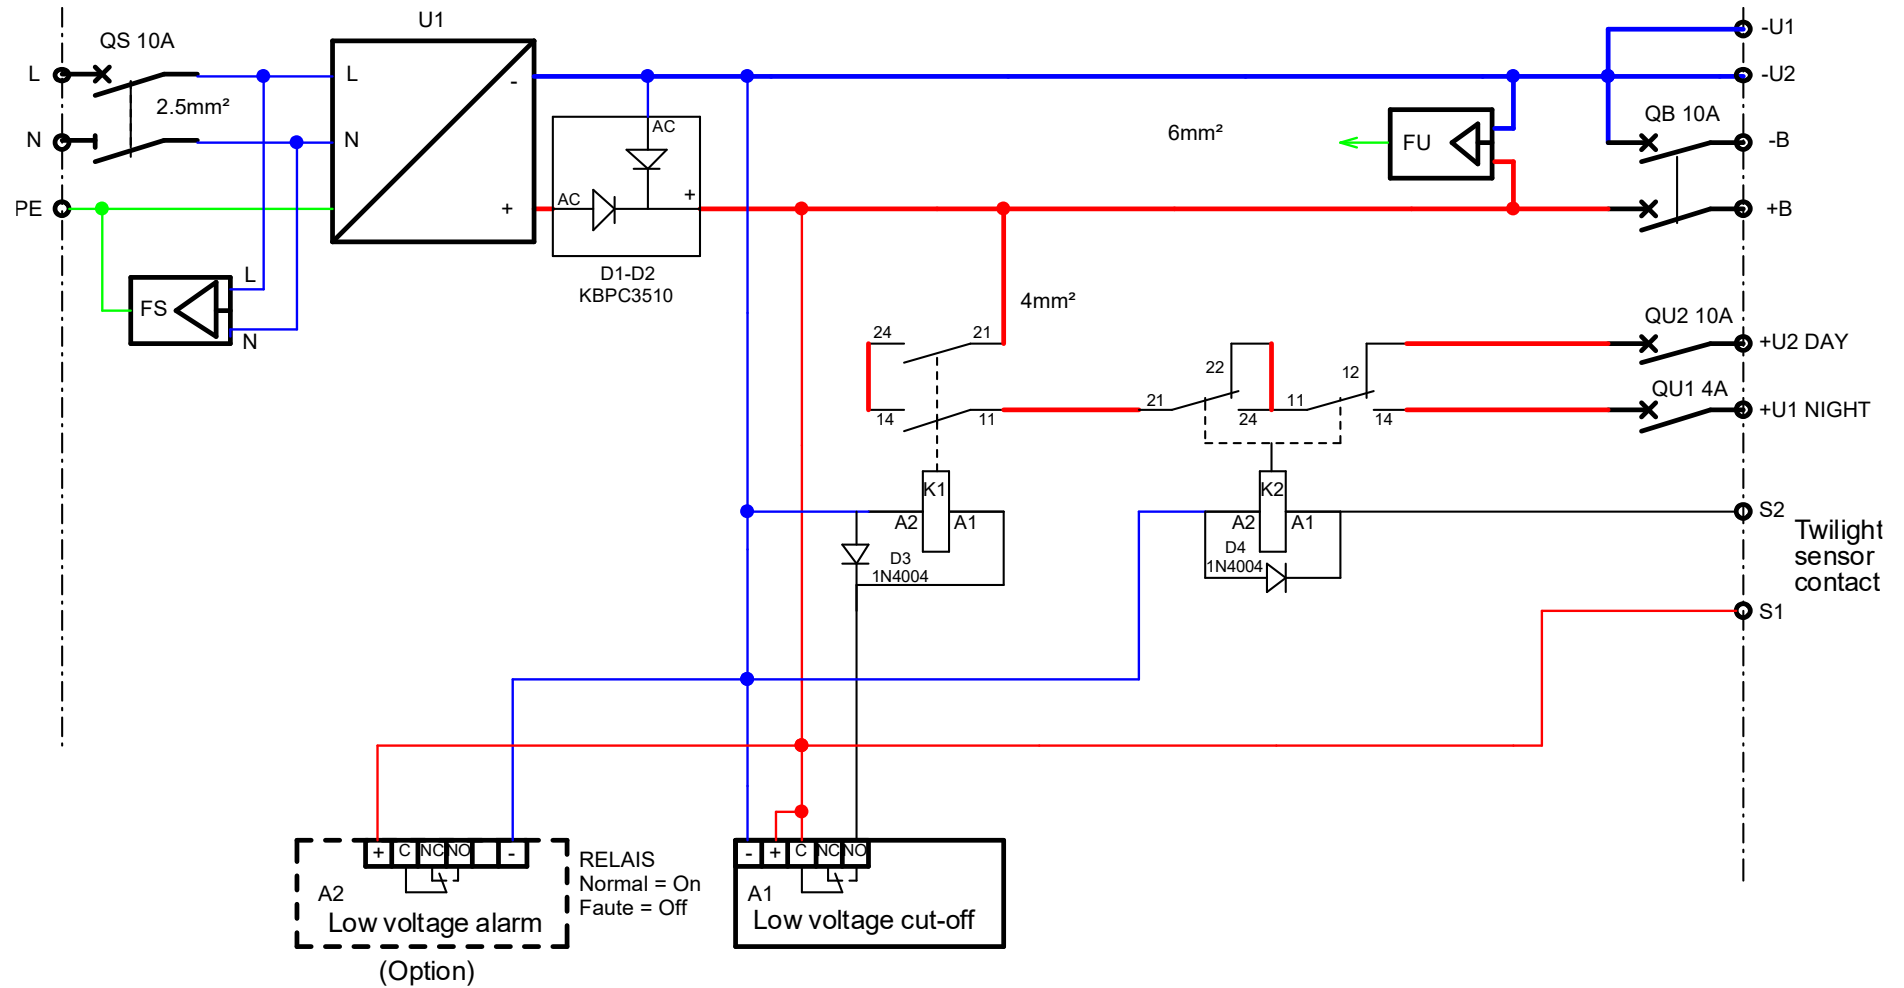 U1
QS 10A
L
2.5mm²
N
PE
L
N
-
+
AC
AC
+
D1-D2
KBPC3510
FS
L
N
6mm²
FU
-U1
-U2
QB 10A
-B
+B
4mm²
24
21
14
11
21
22
24
11
12
14
QU2 10A
+U2 DAY
QU1 4A
+U1 NIGHT
K1
A2
A1
D3
1N4004
K2
A2
A1
D4
1N4004
S2
Twilight
sensor
contact
S1
+ C NC NO -
A2
Low voltage alarm
(Option)
RELAIS
Normal = On
Faute = Off
- + C NC NO
A1
Low voltage cut-off